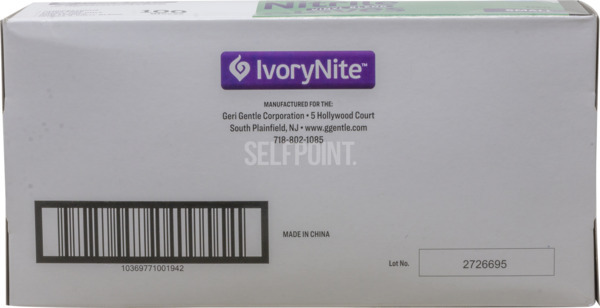 100
IvoryNite™
MANUFACTURED FOR THE:
Geri Gentle Corporation • 5 Hollywood Court
South Plainfield, NJ • www.ggentle.com
718-802-1085
SELFPOINT.
MADE IN CHINA
10369771001942
Lot No. 2726695